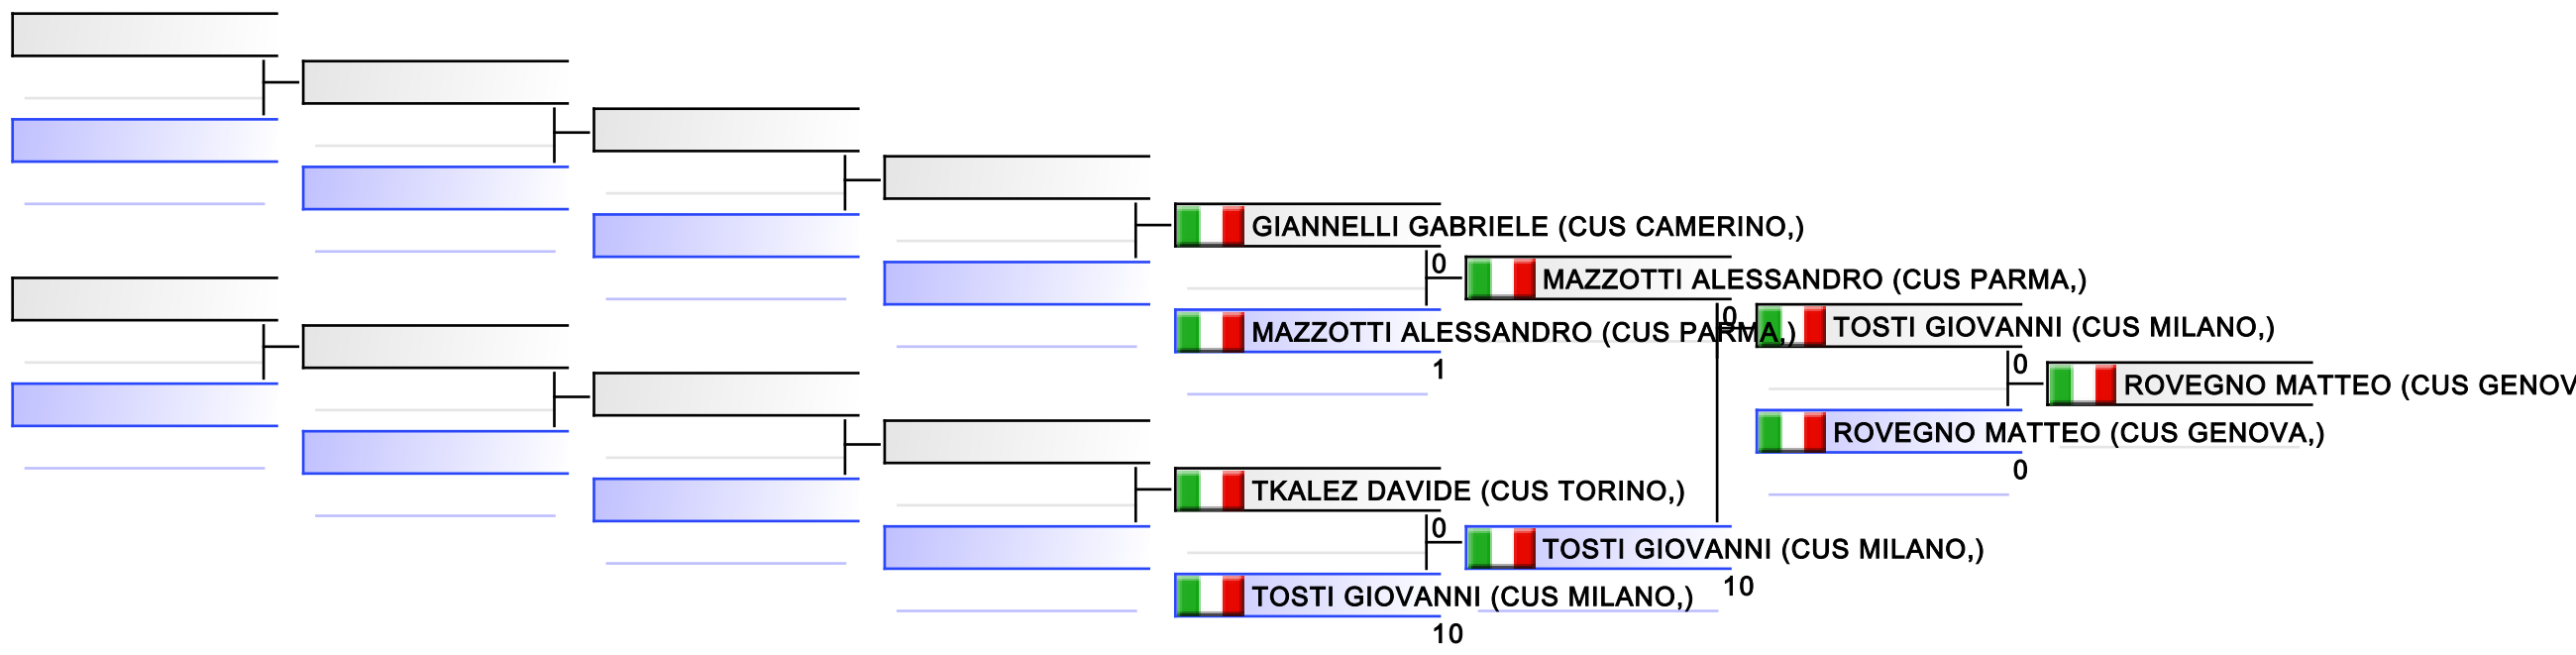 GIANNELLI GABRIELE (CUS CAMERINO,)
0
MAZZOTTI ALESSANDRO (CUS PARMA,)
MAZZOTTI ALESSANDRO (CUS PARMA,)
1
0
TOSTI GIOVANNI (CUS MILANO,)
0
ROVEGNO MATTEO (CUS GENOV
ROVEGNO MATTEO (CUS GENOVA,)
0
TKALEZ DAVIDE (CUS TORINO,)
0
TOSTI GIOVANNI (CUS MILANO,)
10
TOSTI GIOVANNI (CUS MILANO,)
10